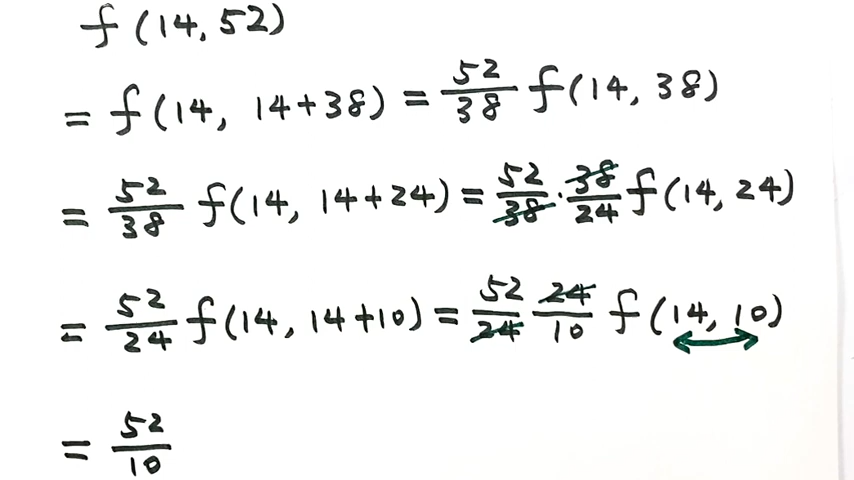 f(14,52)
= f(14, 14+38) = 52/38 f(14, 38)
= 52/38 f(14, 14+24) = 52/38 · 38/24 f(14, 24)
= 52/24 f(14, 14+10) = 52/24 24/10 f(14, 10)
= 52/10